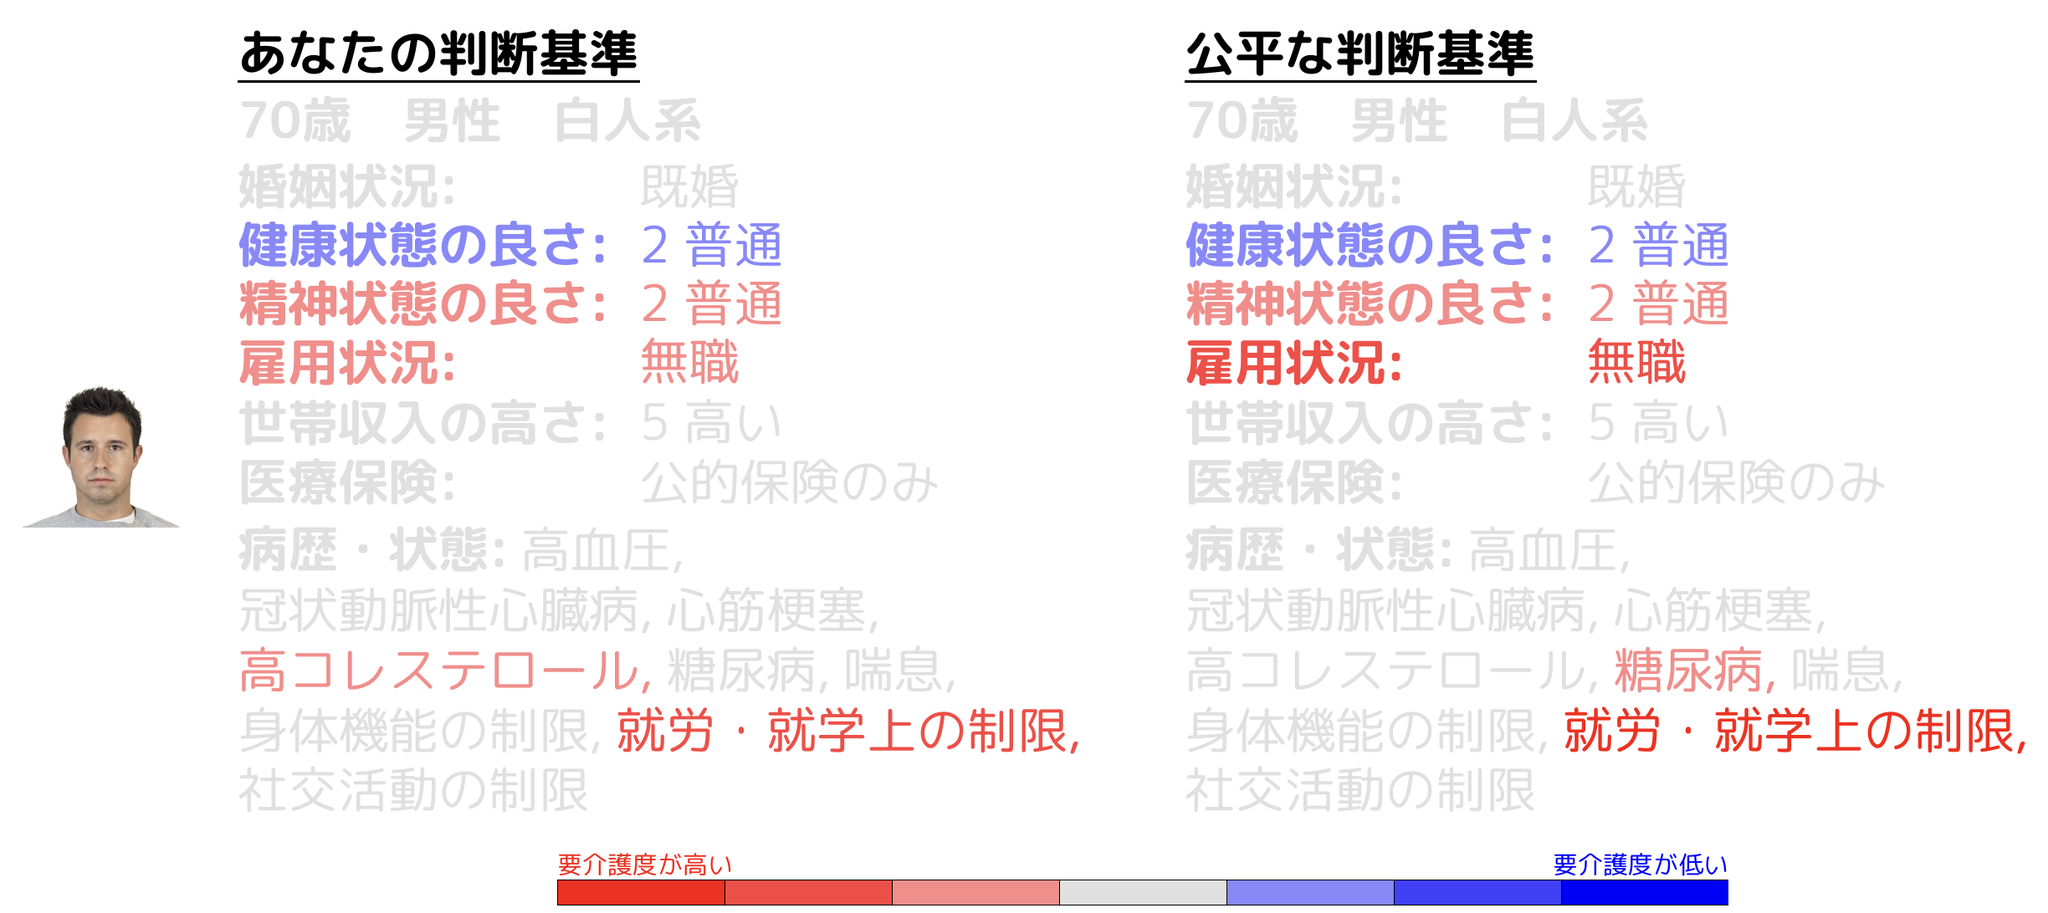 あなたの判断基準
70歳 男性 白人系
婚姻状況: 既婚
健康状態の良さ: 2 普通
精神状態の良さ: 2 普通
雇用状況: 無職
世帯収入の高さ: 5 高い
医療保険: 公的保険のみ
病歴・状態: 高血圧,
冠状動脈性心臓病, 心筋梗塞,
高コレステロール, 糖尿病, 喘息,
身体機能の制限, 就労・就学上の制限,
社交活動の制限
公平な判断基準
70歳 男性 白人系
婚姻状況: 既婚
健康状態の良さ: 2 普通
精神状態の良さ: 2 普通
雇用状況: 無職
世帯収入の高さ: 5 高い
医療保険: 公的保険のみ
病歴・状態: 高血圧,
冠状動脈性心臓病, 心筋梗塞,
高コレステロール, 糖尿病, 喘息,
身体機能の制限, 就労・就学上の制限,
社交活動の制限
要介護度が高い
要介護度が低い